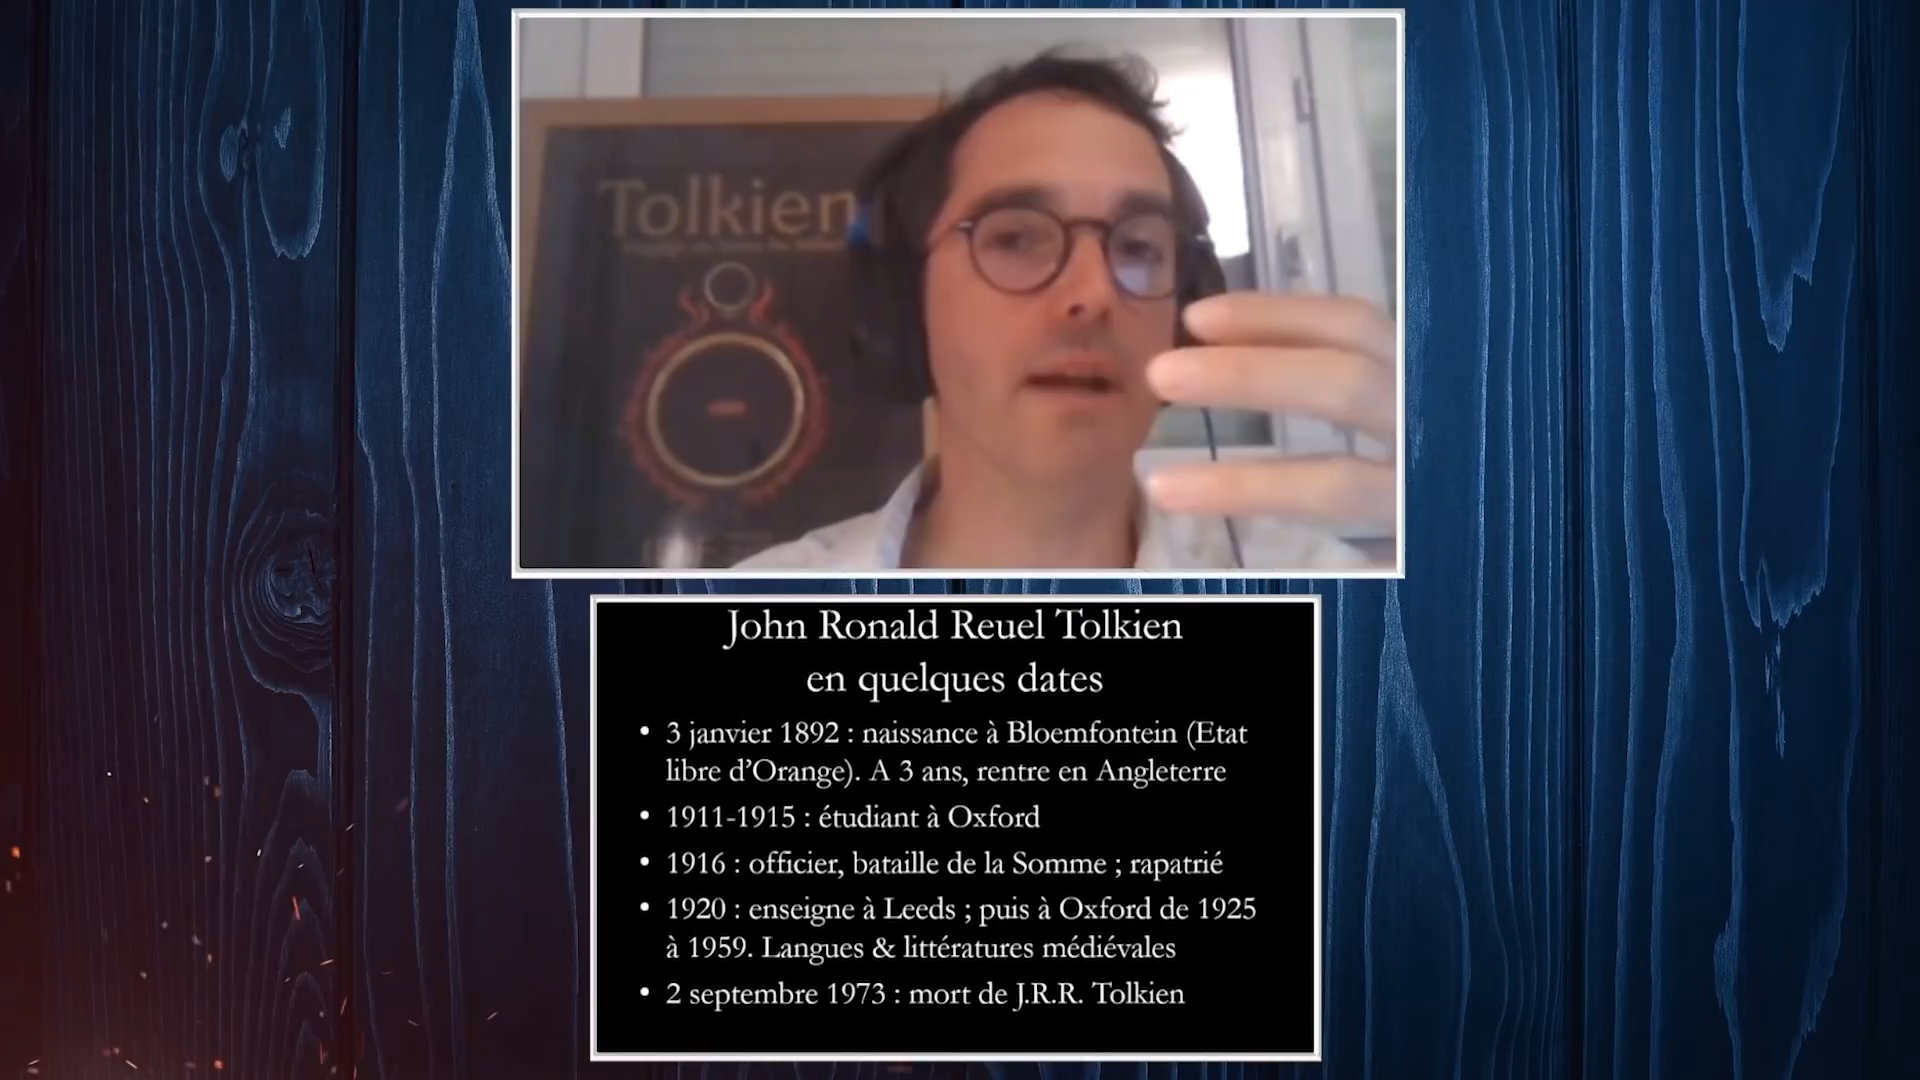 Tolkien
John Ronald Reuel Tolkien
en quelques dates
• 3 janvier 1892 : naissance à Bloemfontein (Etat
libre d’Orange). A 3 ans, rentre en Angleterre
• 1911-1915 : étudiant à Oxford
• 1916 : officier, bataille de la Somme ; rapatrié
• 1920 : enseigne à Leeds ; puis à Oxford de 1925
à 1959. Langues & littératures médiévales
• 2 septembre 1973 : mort de J.R.R. Tolkien